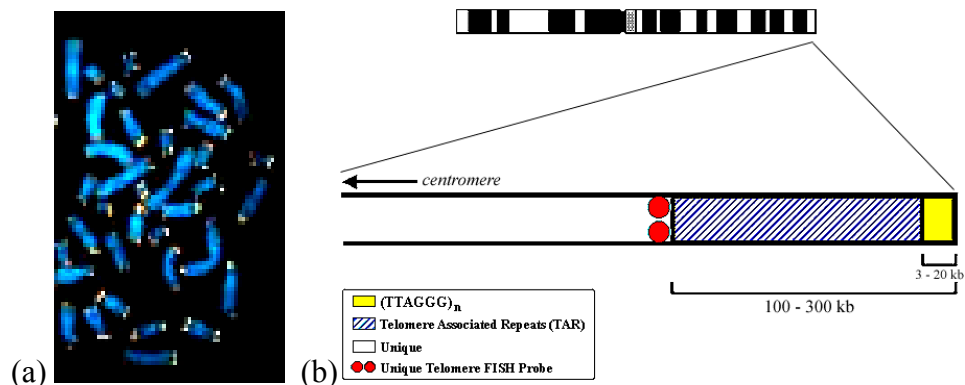 centromere
3 - 20 kb
100 - 300 kb
(TTAGGG)n
Telomere Associated Repeats (TAR)
Unique
Unique Telomere FISH Probe
(a)
(b)